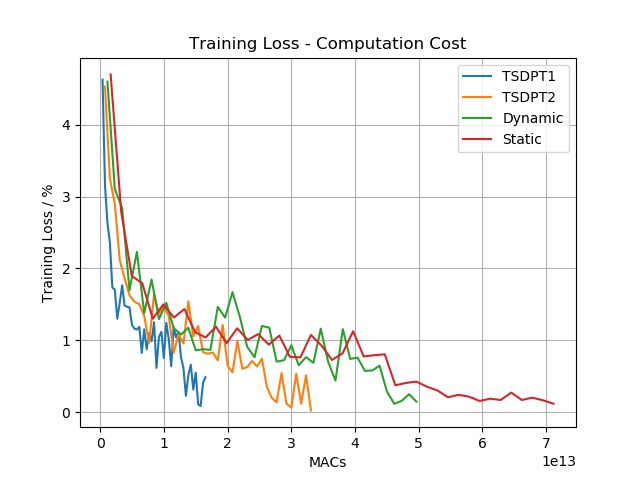 Training Loss - Computation Cost
TSDPT1
TSDPT2
Dynamic
Static
Training Loss / %
4
3
2
1
0
0 1 2 3 4 5 6 7
1e13
MACs